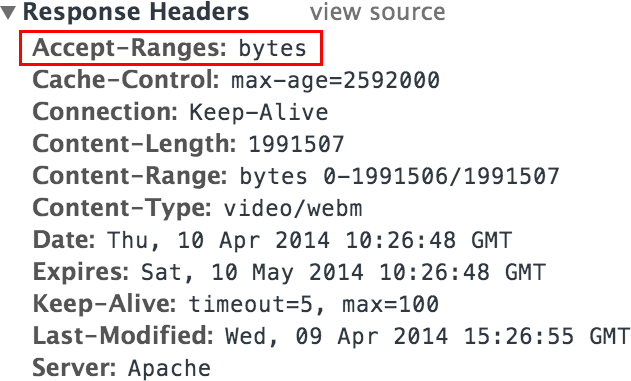 Response Headers view source
Accept-Ranges: bytes
Cache-Control: max-age=2592000
Connection: Keep-Alive
Content-Length: 1991507
Content-Range: bytes 0-1991506/1991507
Content-Type: video/webm
Date: Thu, 10 Apr 2014 10:26:48 GMT
Expires: Sat, 10 May 2014 10:26:48 GMT
Keep-Alive: timeout=5, max=100
Last-Modified: Wed, 09 Apr 2014 15:26:55 GMT
Server: Apache